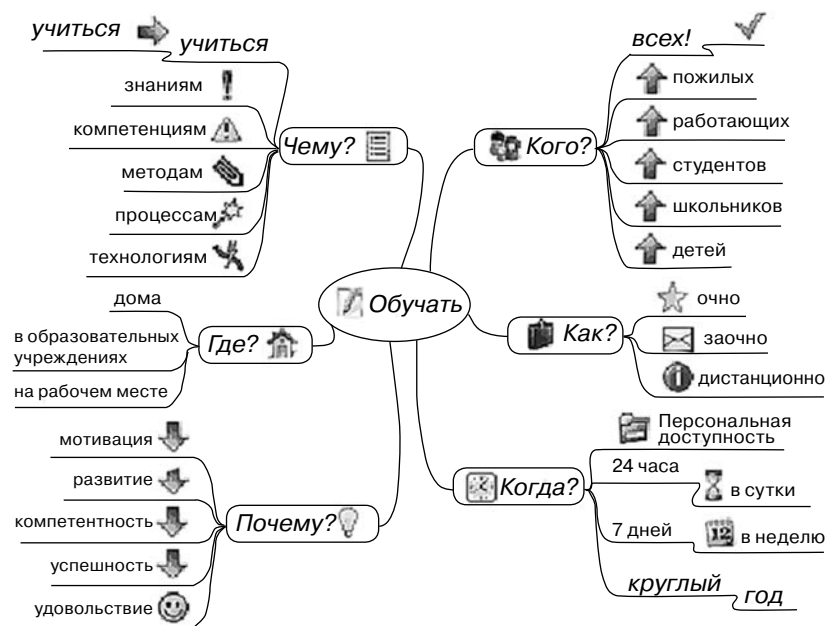 учиться
учиться
знаниям
компетенциям
методам
процессам
технологиям
Чему?
всех!
пожилых
работающих
студентов
школьников
детей
Кого?
Обучать
дома
в образовательных
учреждениях
на рабочем месте
Где?
очно
заочно
дистанционно
Как?
мотивация
развитие
компетентность
успешность
удовольствие
Почему?
Персональная
доступность
24 часа
в сутки
7 дней
12
в неделю
круглый
год
Когда?